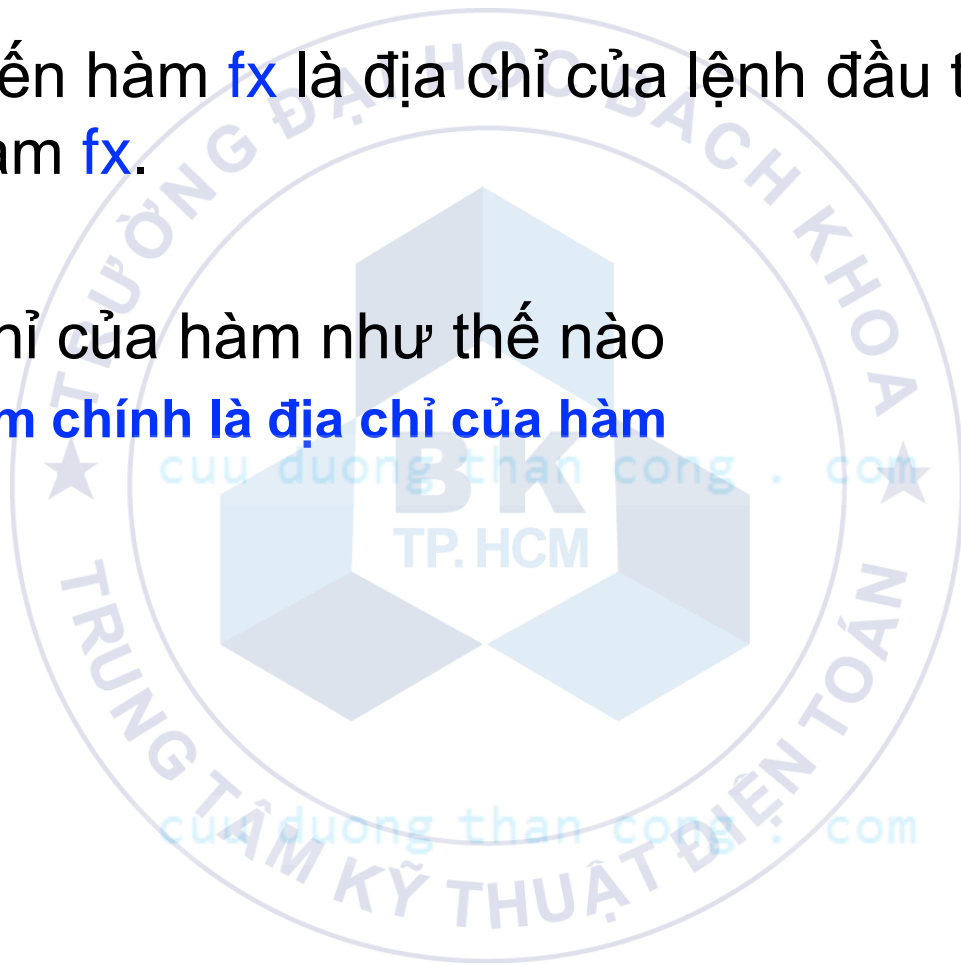 ến hàm fx là địa chỉ của lệnh đầu t
àm fx.
hỉ của hàm như thế nào
m chính là địa chỉ của hàm
cuu duong than cong . com
BK
TP. HCM
cuu duong than cong . com
TRƯỜNG ĐẠI HỌC BÁCH KHOA
TRUNG TÂM KỸ THUẬT ĐIỆN TOÁN